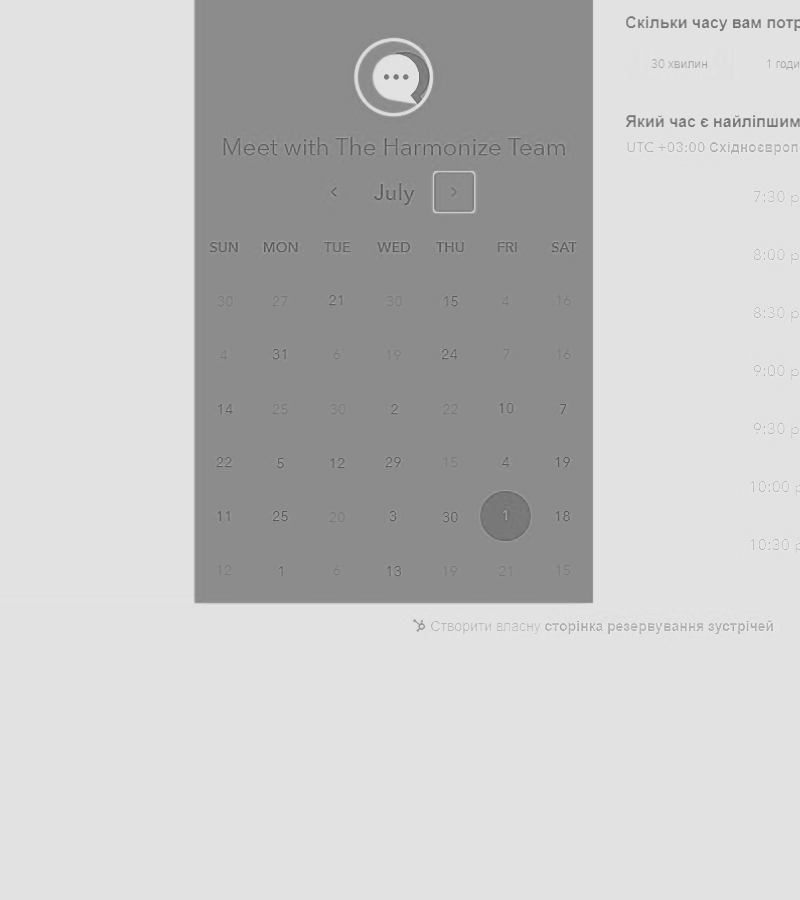 Meet with The Harmonize Team
July
SUN MON TUE WED THU FRI SAT
30 27 21 30 15 4 16
4 31 6 19 24 7 16
14 25 30 2 22 10 7
22 5 12 29 15 4 19
11 25 20 3 30 1 18
12 1 6 13 19 21 15
Скільки часу вам потр
30 хвилин 1 годи
Який час є найліпшим
UTC +03:00 Східноєвроп
7:30 p
8:00 p
8:30 p
9:00 p
9:30 p
10:00 p
10:30 p
Створити власну сторінка резервування зустрічей